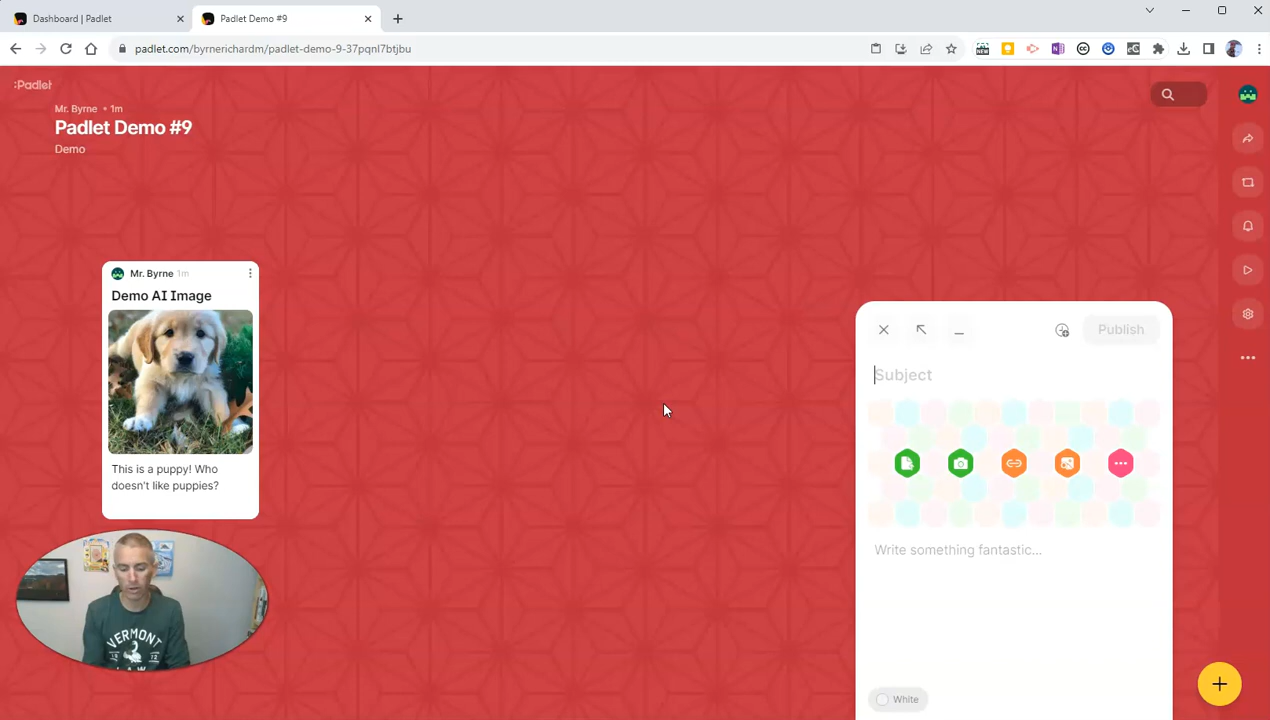 Dashboard | Padlet
Padlet Demo #9
padlet.com/byrnerichardm/padlet-demo-9-37pqnl7btjbu
NEW
:Padlet
Mr. Byrne • 1m
Padlet Demo #9
Demo
Mr. Byrne 1m
Demo AI Image
This is a puppy! Who
doesn't like puppies?
Publish
Subject
Write something fantastic...
White
VERMONT